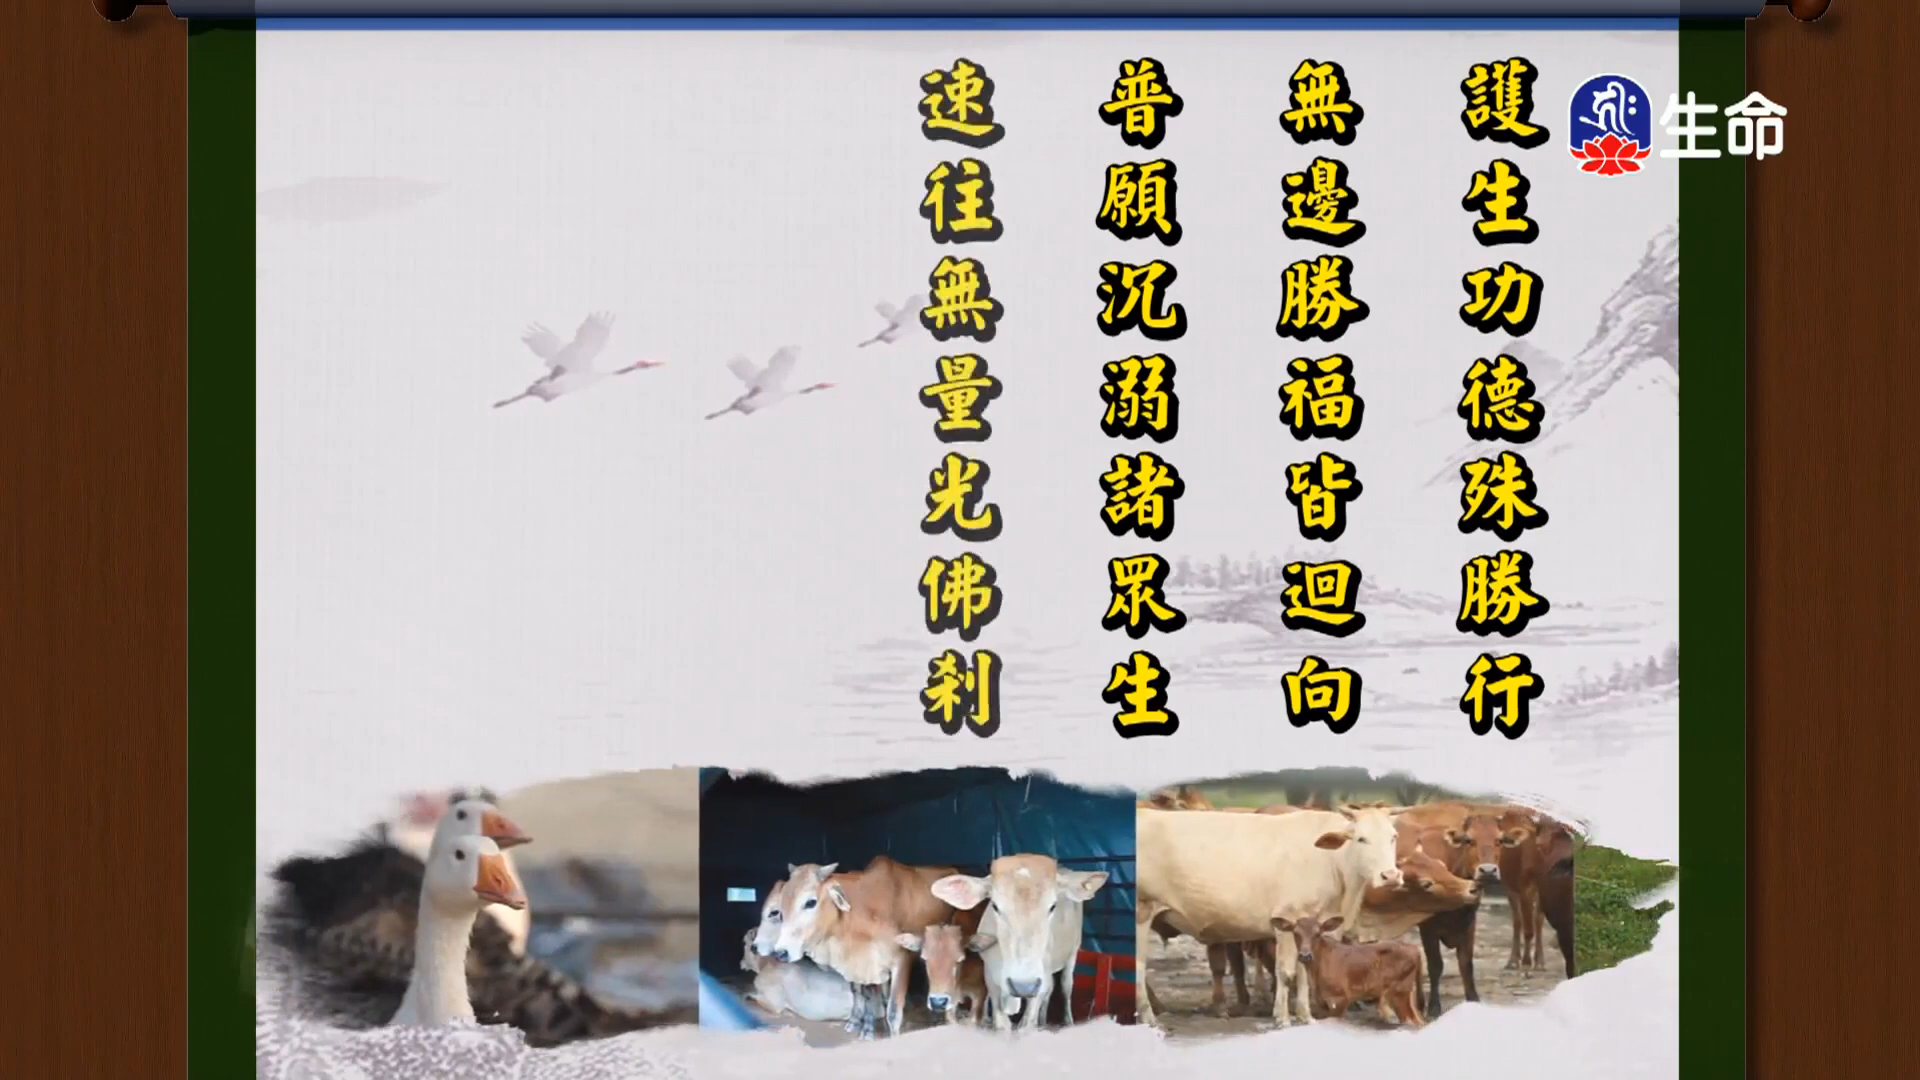 護生功德殊勝行
無邊勝福皆迴向
普願沉溺諸眾生
速往無量光佛刹
生命